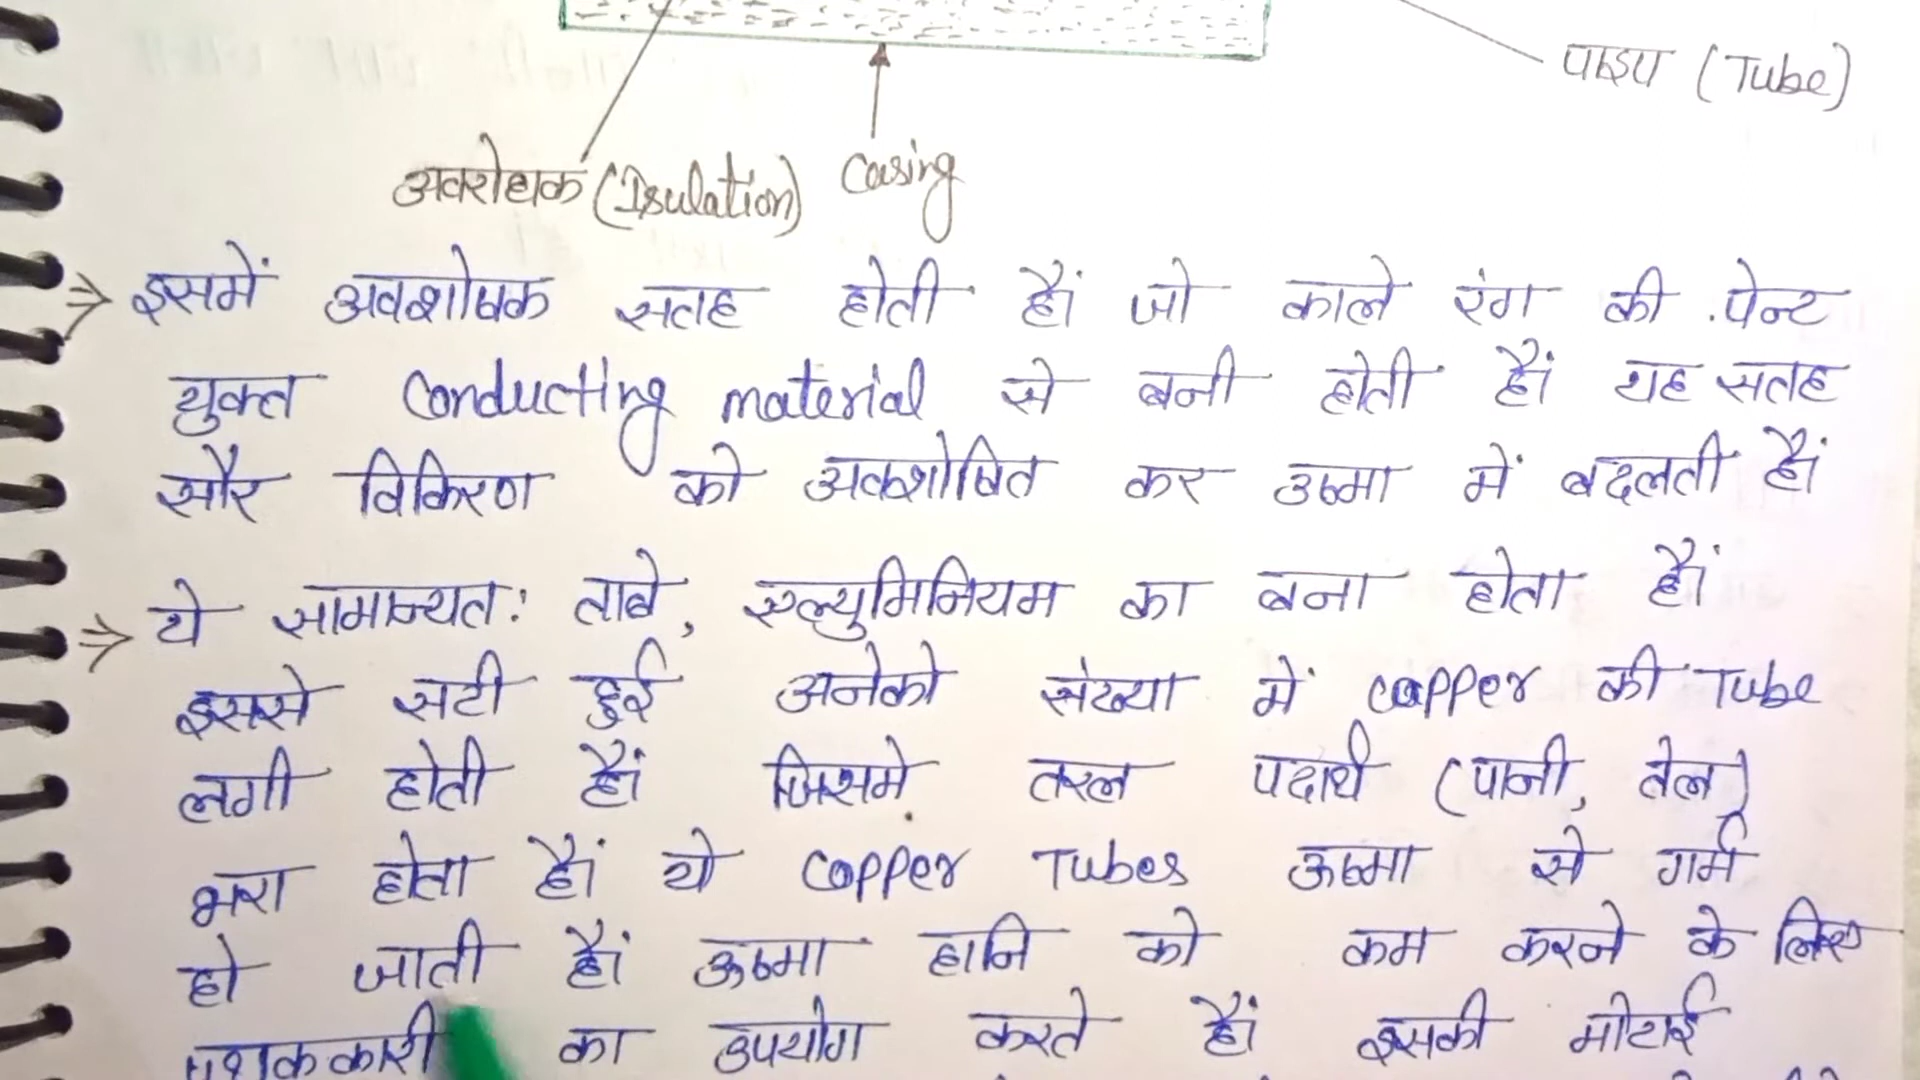 पाइप (Tube)
अवरोधक (Isulation) Casing
⇒ इसमें अवशोषक सतह होती हैं जो काले रंग की पेन्ट
युक्त Conducting material से बनी होती हैं यह सतह
सौर विकिरण को अवशोषित कर उष्मा में बदलती हैं
⇒ ये सामान्यत: ताबे, एल्युमिनियम का बना होता हैं
इससे सटी हुई अनेको संख्या में Copper की Tube
लगी होती हैं जिसमे तरल पदार्थ (पानी, तेल)
भरा होता हैं ये Copper Tubes ऊष्मा से गर्म
हो जाती हैं ऊष्मा हानि को कम करने के लिए
पृथककारी का उपयोग करते हैं इसकी मोटाई